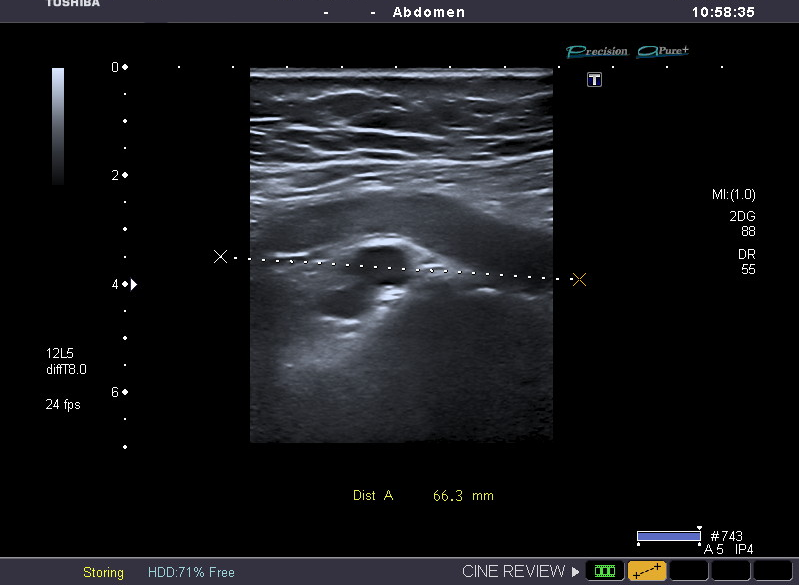 TOSHIBA
- - Abdomen 10:58:35
Precision APure+
T
0
2
4
6
MI:(1.0)
2DG
88
DR
55
12L5
diffT8.0
24 fps
Dist A 66.3 mm
#743
A 5 IP4
Storing HDD:71% Free CINE REVIEW